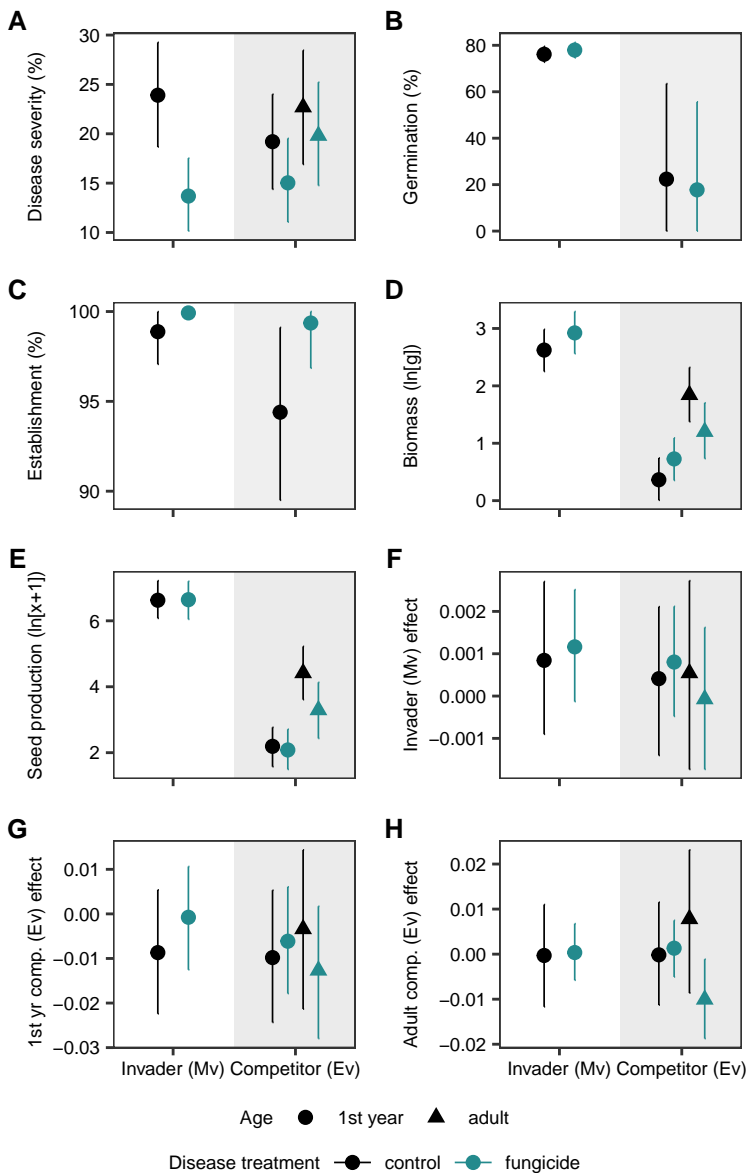 A
Disease severity (%)
30
25
20
15
10
B
Germination (%)
80
60
40
20
0
C
Establishment (%)
100
95
90
D
Biomass (ln[g])
3
2
1
0
E
Seed production (ln[x+1])
6
4
2
F
Invader (Mv) effect
0.002
0.001
0.000
−0.001
G
1st yr comp. (Ev) effect
0.01
0.00
−0.01
−0.02
−0.03
Invader (Mv) Competitor (Ev)
H
Adult comp. (Ev) effect
0.02
0.01
0.00
−0.01
−0.02
Invader (Mv) Competitor (Ev)
Age 1st year adult
Disease treatment control fungicide